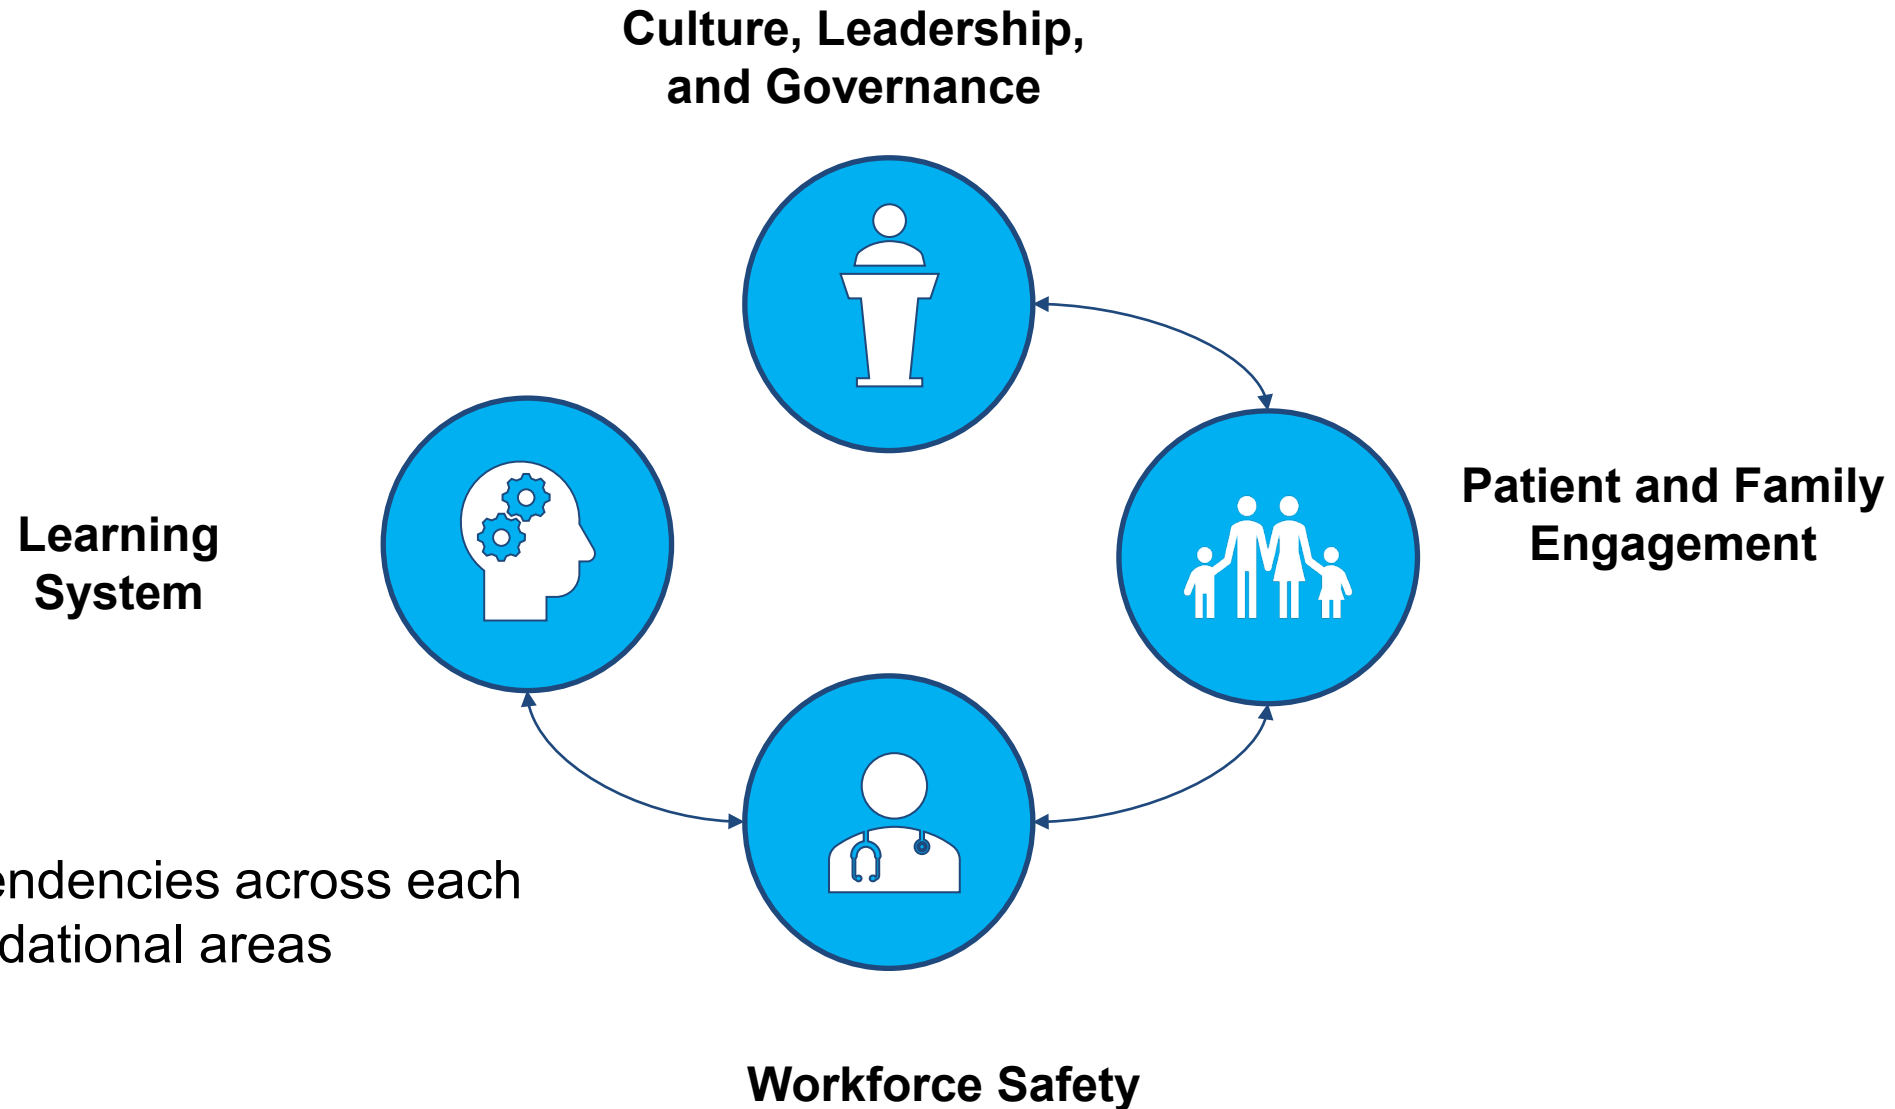 Culture, Leadership,
and Governance
Patient and Family
Engagement
Learning
System
endencies across each
dational areas
Workforce Safety